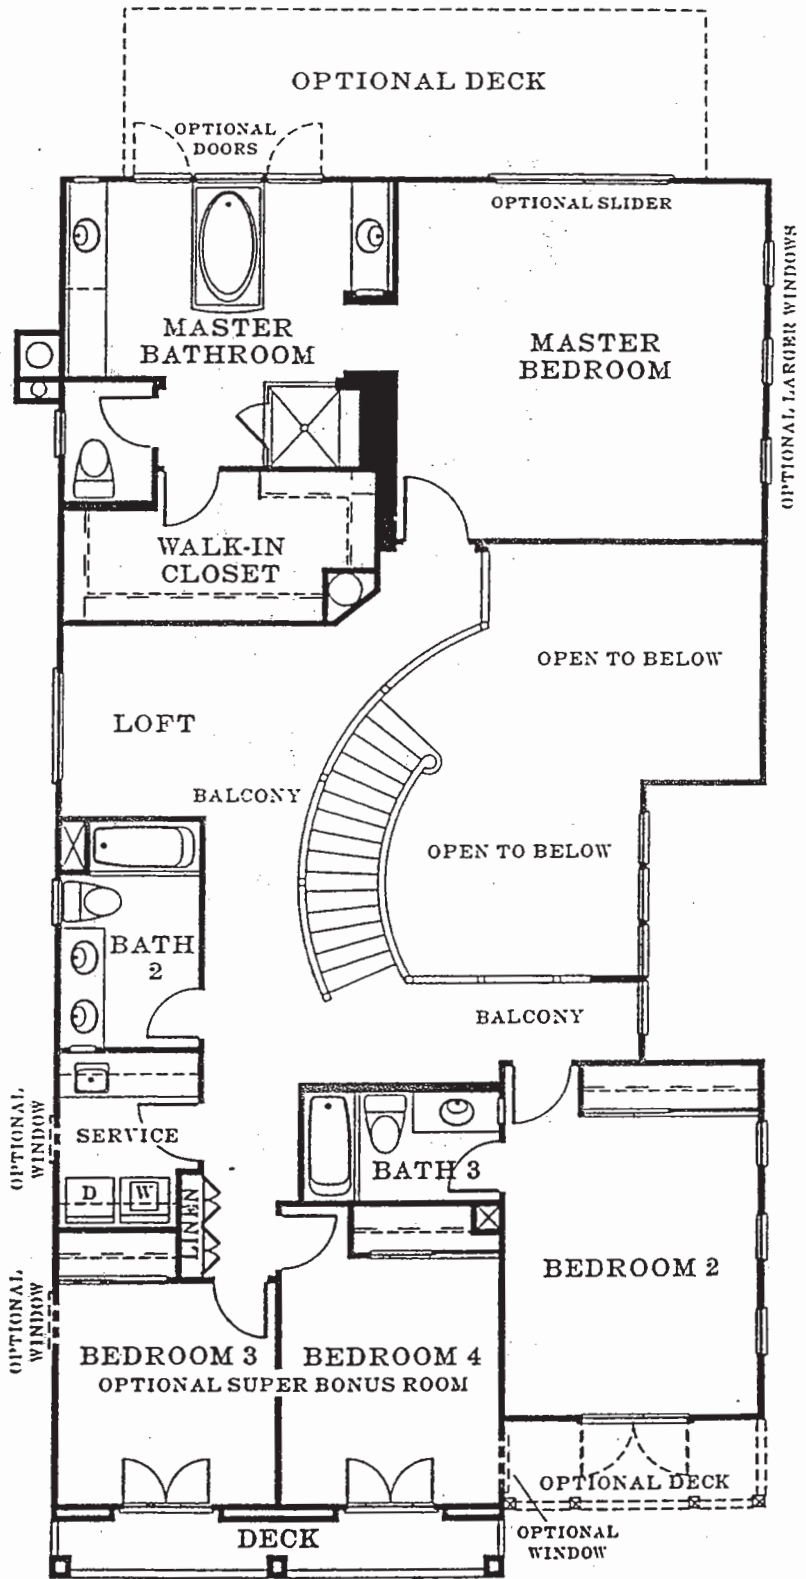 OPTIONAL DECK
OPTIONAL
DOORS
OPTIONAL SLIDER
OPTIONAL LARGER WINDOWS
MASTER
BATHROOM
MASTER
BEDROOM
WALK-IN
CLOSET
OPEN TO BELOW
LOFT
BALCONY
OPEN TO BELOW
BATH
2
BALCONY
OPTIONAL
WINDOW
SERVICE
D
W
LINEN
BATH 3
BEDROOM 2
OPTIONAL
WINDOW
BEDROOM 3
BEDROOM 4
OPTIONAL SUPER BONUS ROOM
OPTIONAL DECK
OPTIONAL
WINDOW
DECK